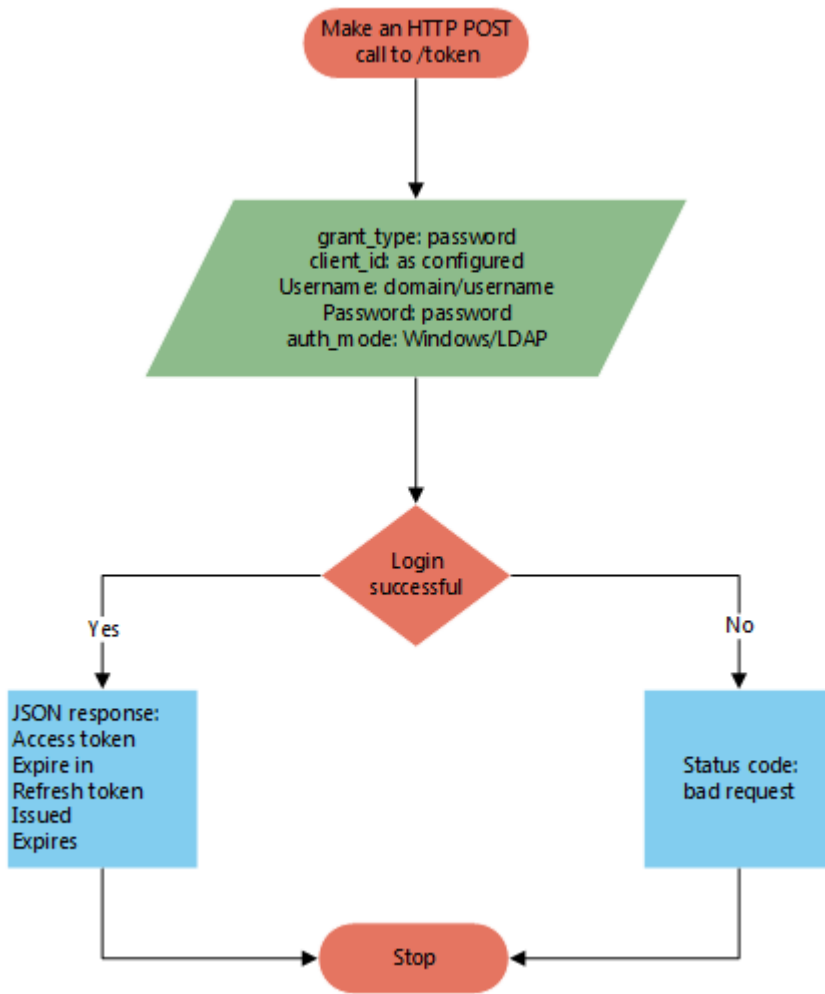 Make an HTTP POST
call to /token
grant_type: password
client_id: as configured
Username: domain/username
Password: password
auth_mode: Windows/LDAP
Login
successful
Yes
No
JSON response:
Access token
Expire in
Refresh token
Issued
Expires
Status code:
bad request
Stop